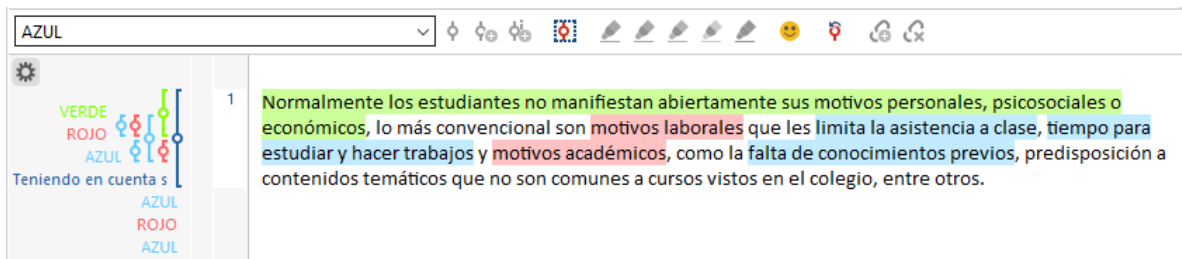 AZUL
1
VERDE
ROJO
AZUL
Teniendo en cuenta s
AZUL
ROJO
AZUL
Normalmente los estudiantes no manifiestan abiertamente sus motivos personales, psicosociales o
económicos, lo más convencional son motivos laborales que les limita la asistencia a clase, tiempo para
estudiar y hacer trabajos y motivos académicos, como la falta de conocimientos previos, predisposición a
contenidos temáticos que no son comunes a cursos vistos en el colegio, entre otros.